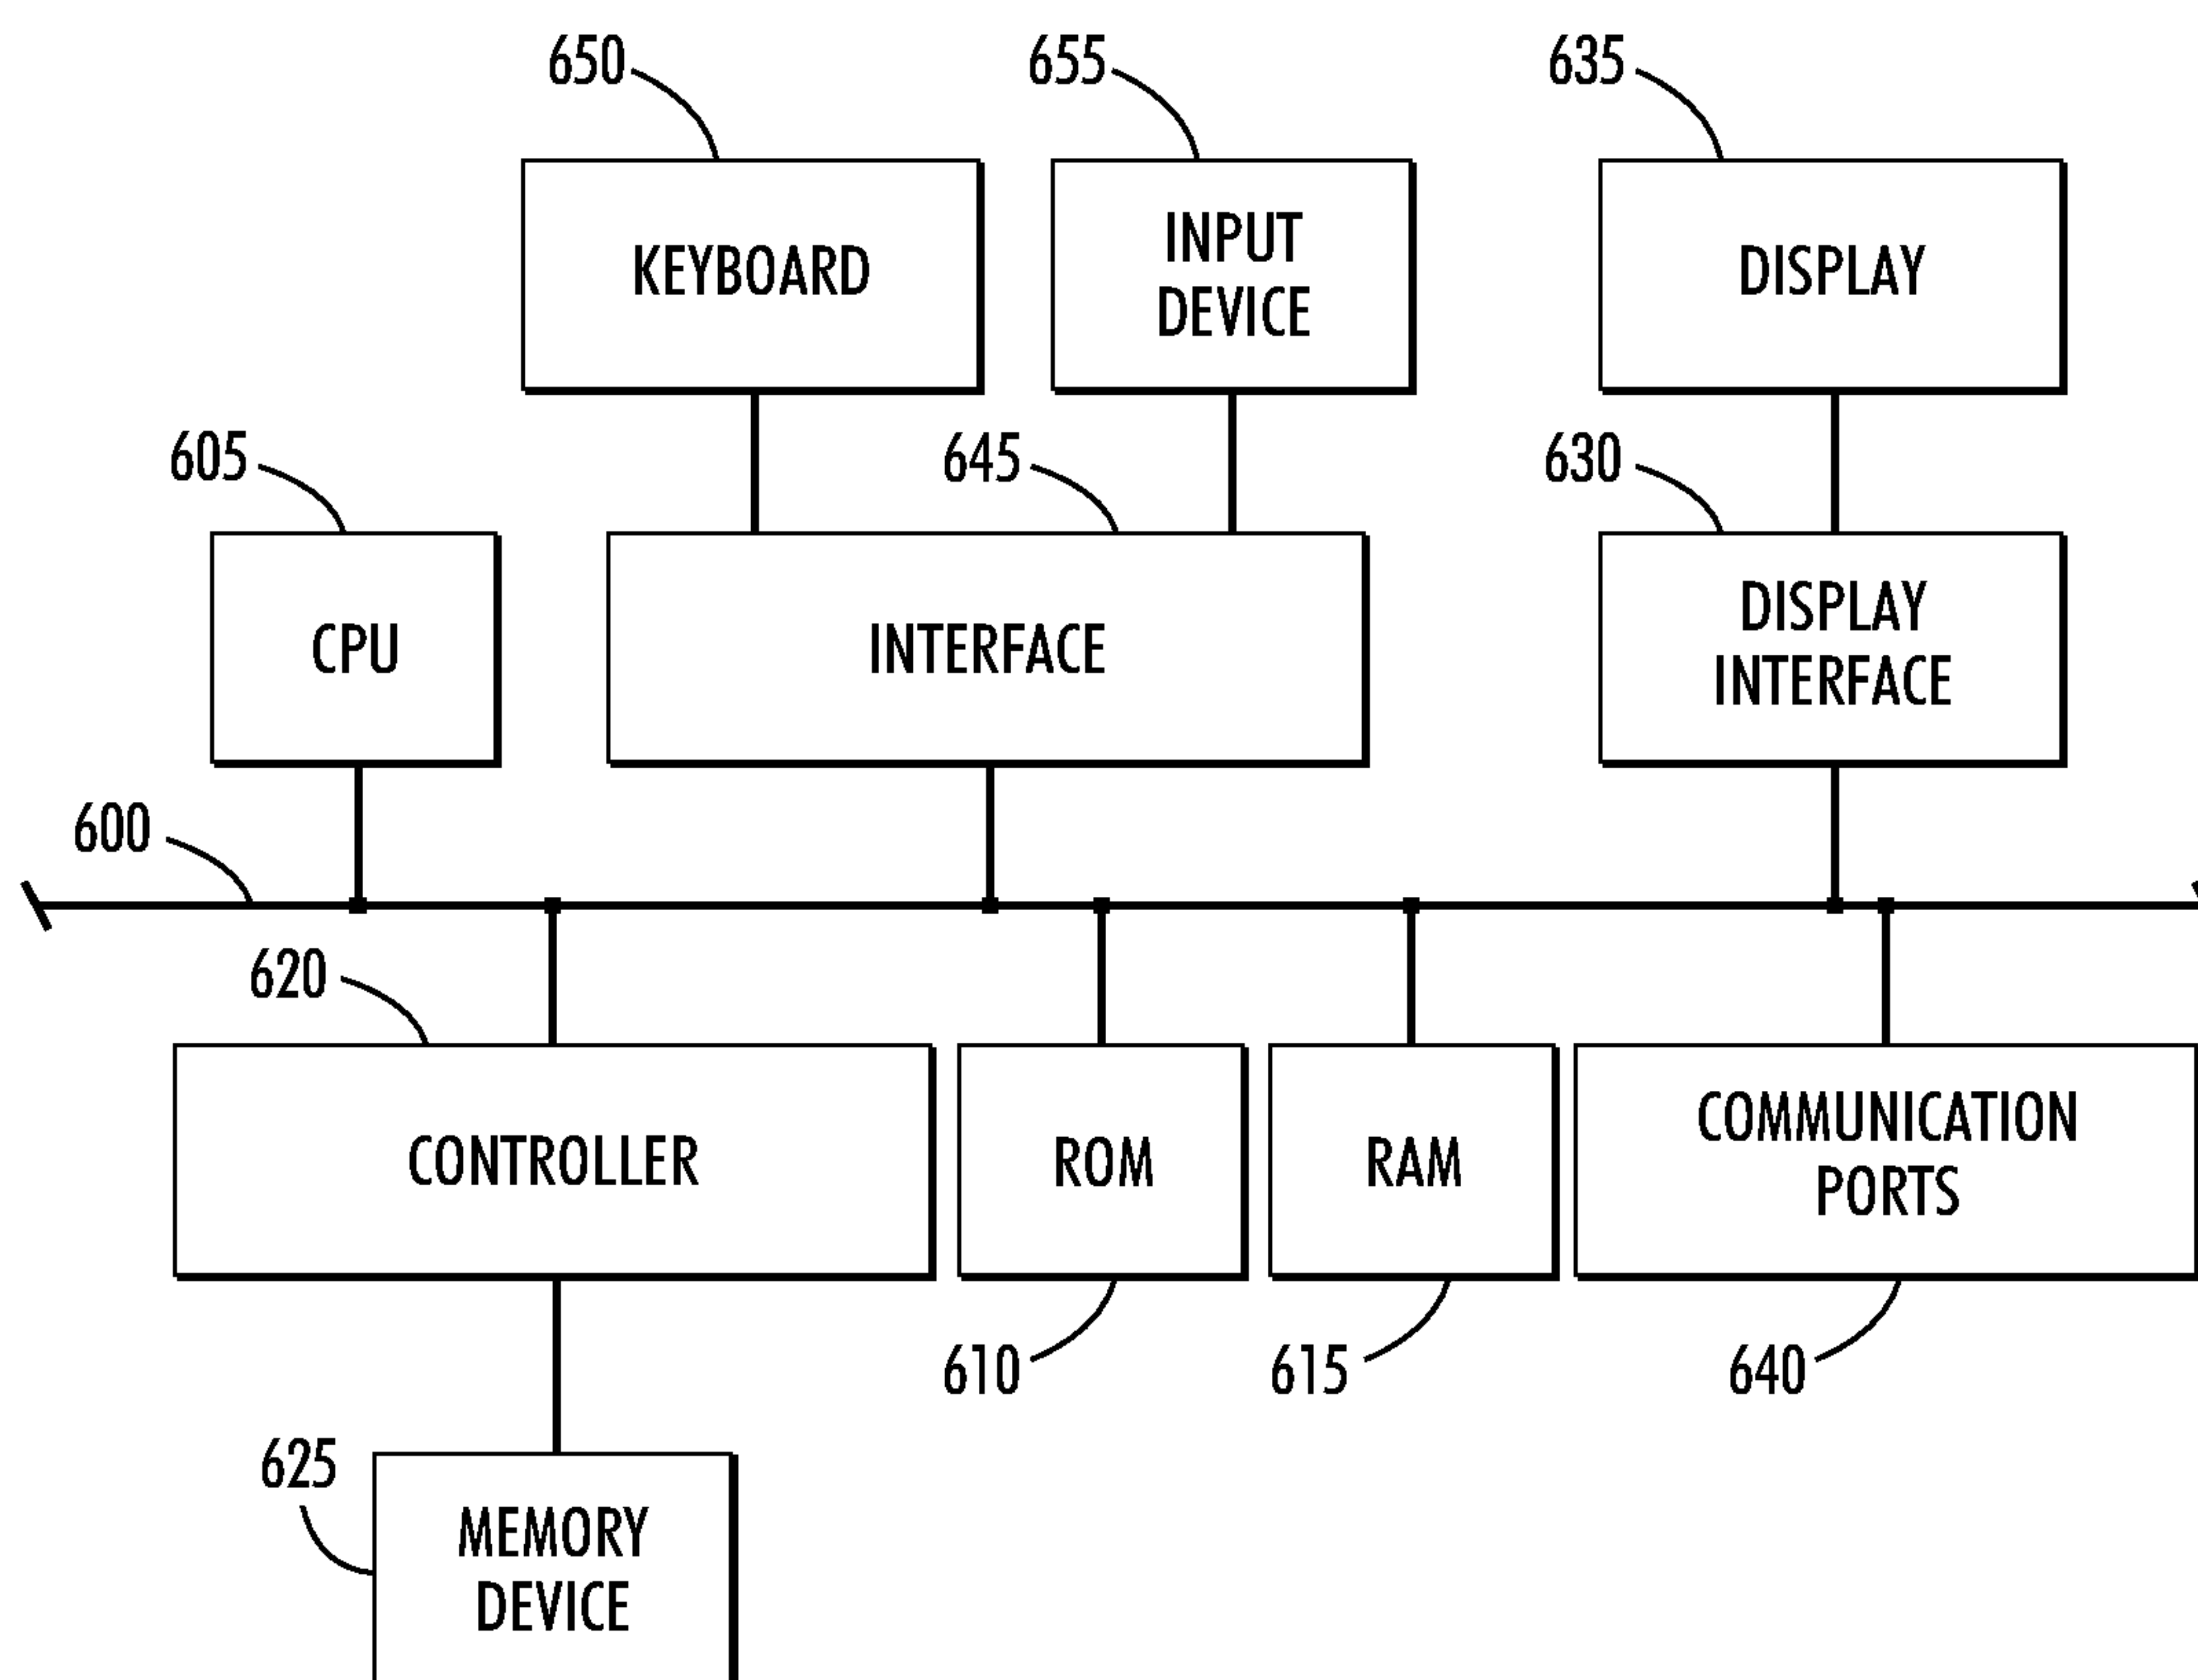 650
655
635
KEYBOARD
INPUT
DEVICE
DISPLAY
605
645
630
CPU
INTERFACE
DISPLAY
INTERFACE
600
620
CONTROLLER
ROM
RAM
COMMUNICATION
PORTS
610
615
640
625
MEMORY
DEVICE